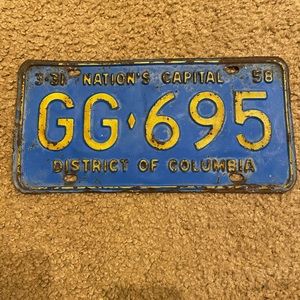 3-31 NATION'S CAPITAL 58
GG♦695
DISTRICT OF COLUMBIA